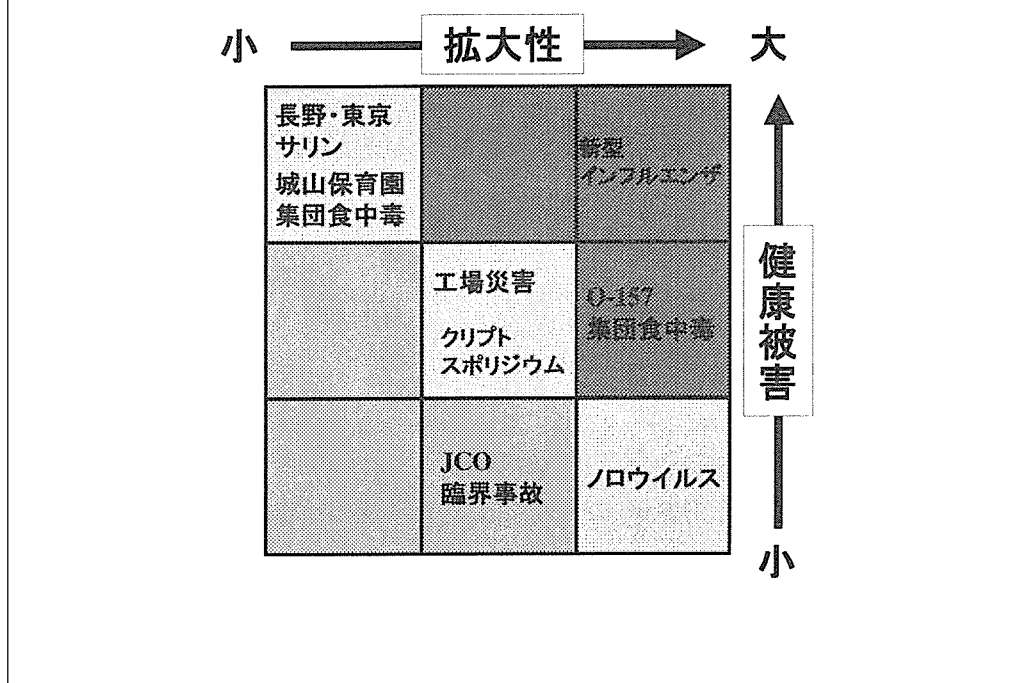 小
拡大性
大
長野・東京
サリン
城山保育園
集団食中毒
新型
インフルエンザ
工場災害
クリプト
スポリジウム
O-157
集団食中毒
JCO
臨界事故
ノロウイルス
健康被害
小